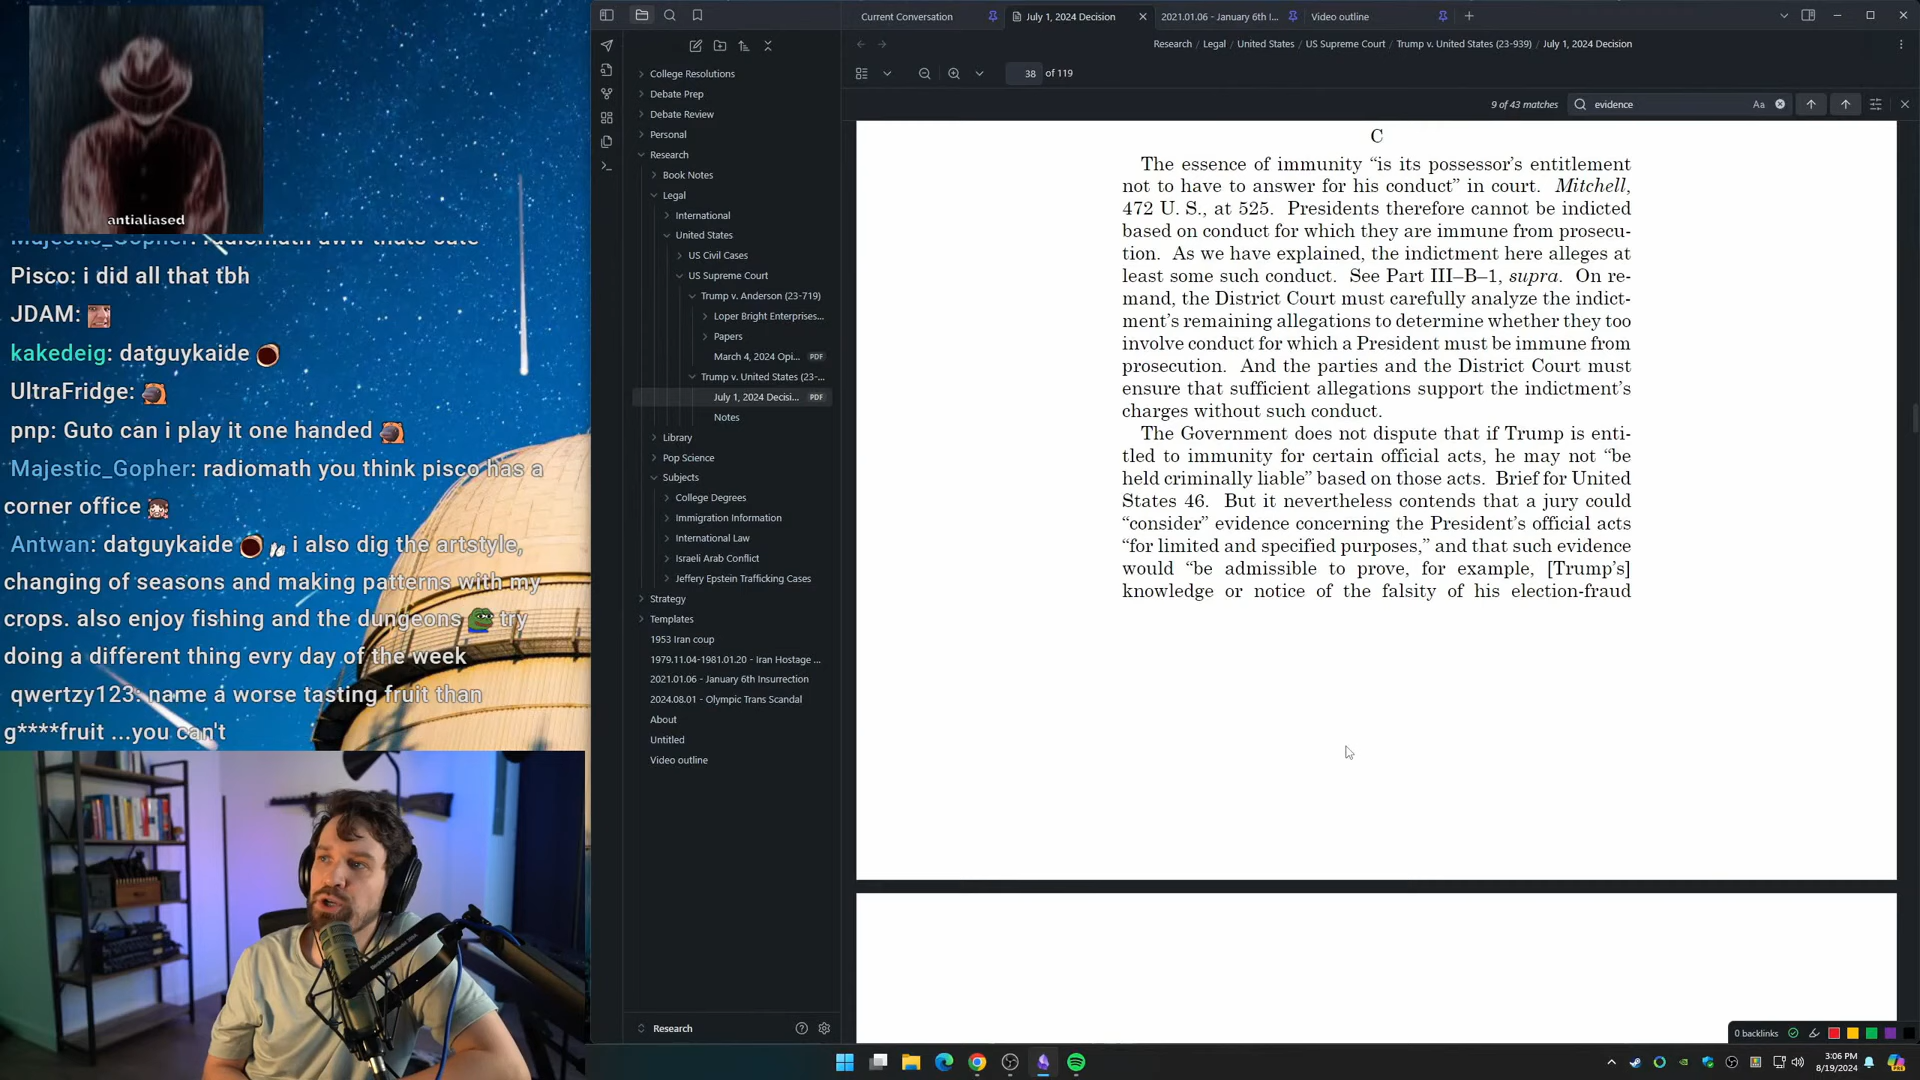 antialiased
Majestic_Gopher: radiomath aww thats cute
Pisco: i did all that tbh
JDAM:
kakedeig: datguykaide
UltraFridge:
pnp: Guto can i play it one handed
Majestic_Gopher: radiomath you think pisco has a
corner office
Antwan: datguykaide i also dig the artstyle,
changing of seasons and making patterns with my
crops. also enjoy fishing and the dungeons try
doing a different thing evry day of the week
qwertzy123: name a worse tasting fruit than
g****fruit ...you can't
College Resolutions
Debate Prep
Debate Review
Personal
Research
Book Notes
Legal
International
United States
US Civil Cases
US Supreme Court
Trump v. Anderson (23-719)
Loper Bright Enterprises...
Papers
March 4, 2024 Opi... PDF
Trump v. United States (23-...
July 1, 2024 Decisi... PDF
Notes
Library
Pop Science
Subjects
College Degrees
Immigration Information
International Law
Israeli Arab Conflict
Jeffery Epstein Trafficking Cases
Strategy
Templates
1953 Iran coup
1979.11.04-1981.01.20 - Iran Hostage ...
2021.01.06 - January 6th Insurrection
2024.08.01 - Olympic Trans Scandal
About
Untitled
Video outline
Research
Current Conversation
July 1, 2024 Decision
2021.01.06 - January 6th I...
Video outline
Research / Legal / United States / US Supreme Court / Trump v. United States (23-939) / July 1, 2024 Decision
38 of 119
9 of 43 matches
evidence
Aa
C
The essence of immunity “is its possessor’s entitlement
not to have to answer for his conduct” in court. Mitchell,
472 U. S., at 525. Presidents therefore cannot be indicted
based on conduct for which they are immune from prosecu-
tion. As we have explained, the indictment here alleges at
least some such conduct. See Part III–B–1, supra. On re-
mand, the District Court must carefully analyze the indict-
ment’s remaining allegations to determine whether they too
involve conduct for which a President must be immune from
prosecution. And the parties and the District Court must
ensure that sufficient allegations support the indictment’s
charges without such conduct.
The Government does not dispute that if Trump is enti-
tled to immunity for certain official acts, he may not “be
held criminally liable” based on those acts. Brief for United
States 46. But it nevertheless contends that a jury could
“consider” evidence concerning the President’s official acts
“for limited and specified purposes,” and that such evidence
would “be admissible to prove, for example, [Trump’s]
knowledge or notice of the falsity of his election-fraud
0 backlinks
3:06 PM
8/19/2024